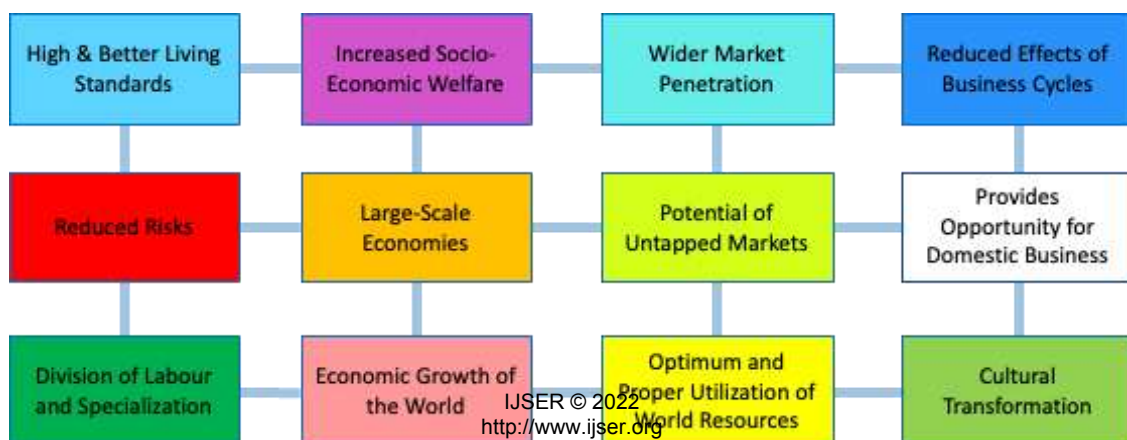 High & Better Living
Standards
Increased Socio-
Economic Welfare
Wider Market
Penetration
Reduced Effects of
Business Cycles
Reduced Risks
Large-Scale
Economies
Potential of
Untapped Markets
Provides
Opportunity for
Domestic Business
Division of Labour
and Specialization
Economic Growth of
the World
Optimum and
Proper Utilization of
World Resources
Cultural
Transformation
IJSER © 2022
http://www.ijser.org